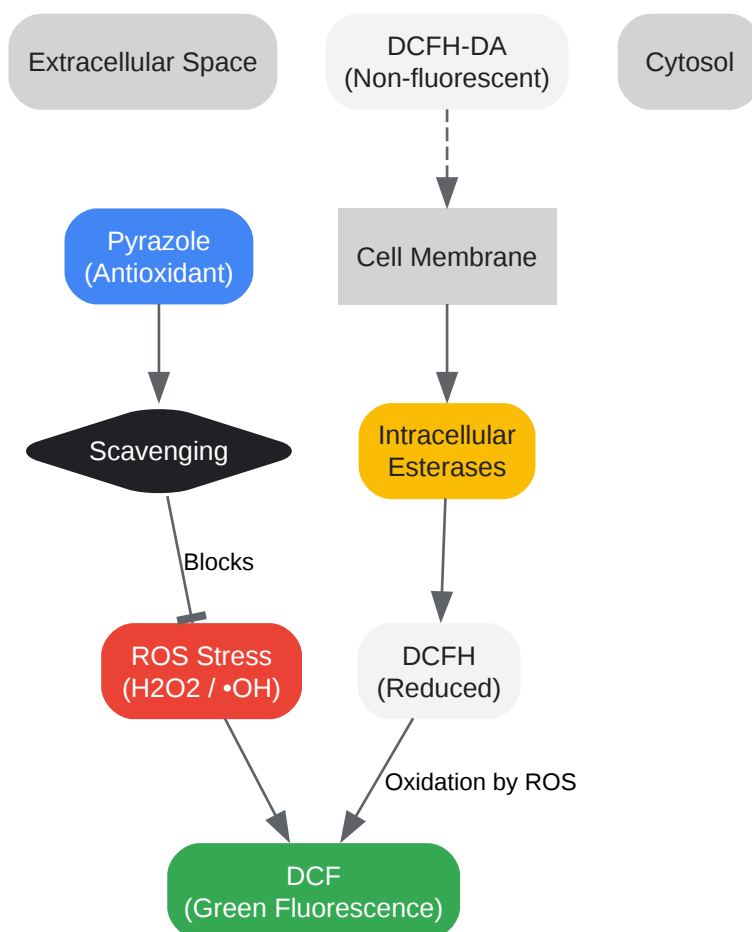 Extracellular Space
DCFH-DA
(Non-fluorescent)
Cytosol
Pyrazole
(Antioxidant)
Cell Membrane
Scavenging
Intracellular
Esterases
Blocks
ROS Stress
(H2O2 / •OH)
DCFH
(Reduced)
Oxidation by ROS
DCF
(Green Fluorescence)